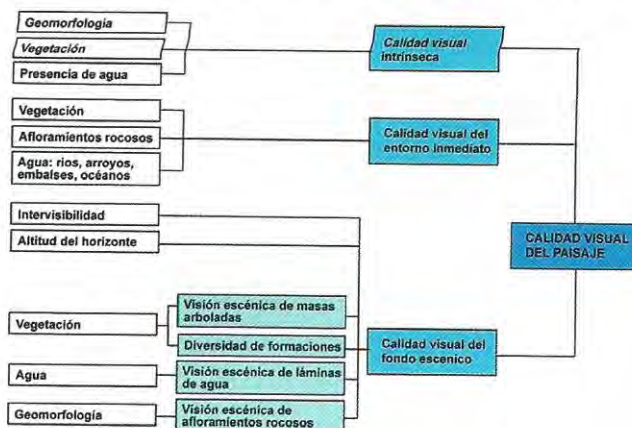 Geomorfología
Vegetación
Presencia de agua
Calidad visual
intrínseca
Vegetación
Afloramientos rocosos
Agua: rios, arroyos,
embalses, océanos
Calidad visual del
entorno inmediato
Intervisibilidad
Altitud del horizonte
CALIDAD VISUAL
DEL PAISAJE
Vegetación
Visión escénica de masas
arboladas
Diversidad de formaciones
Calidad visual del
fondo escénico
Agua
Visión escénica de láminas
de agua
Geomorfología
Visión escénica de
afloramientos rocosos